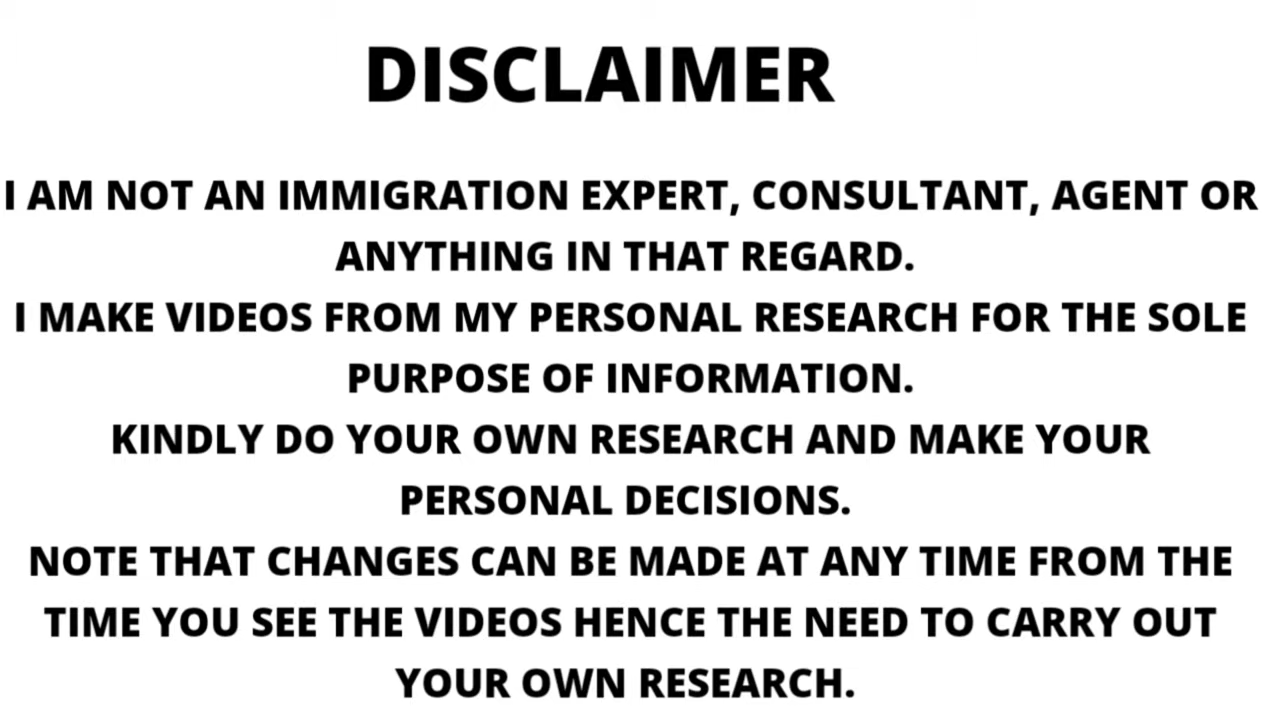 DISCLAIMER
I AM NOT AN IMMIGRATION EXPERT, CONSULTANT, AGENT OR
ANYTHING IN THAT REGARD.
I MAKE VIDEOS FROM MY PERSONAL RESEARCH FOR THE SOLE
PURPOSE OF INFORMATION.
KINDLY DO YOUR OWN RESEARCH AND MAKE YOUR
PERSONAL DECISIONS.
NOTE THAT CHANGES CAN BE MADE AT ANY TIME FROM THE
TIME YOU SEE THE VIDEOS HENCE THE NEED TO CARRY OUT
YOUR OWN RESEARCH.